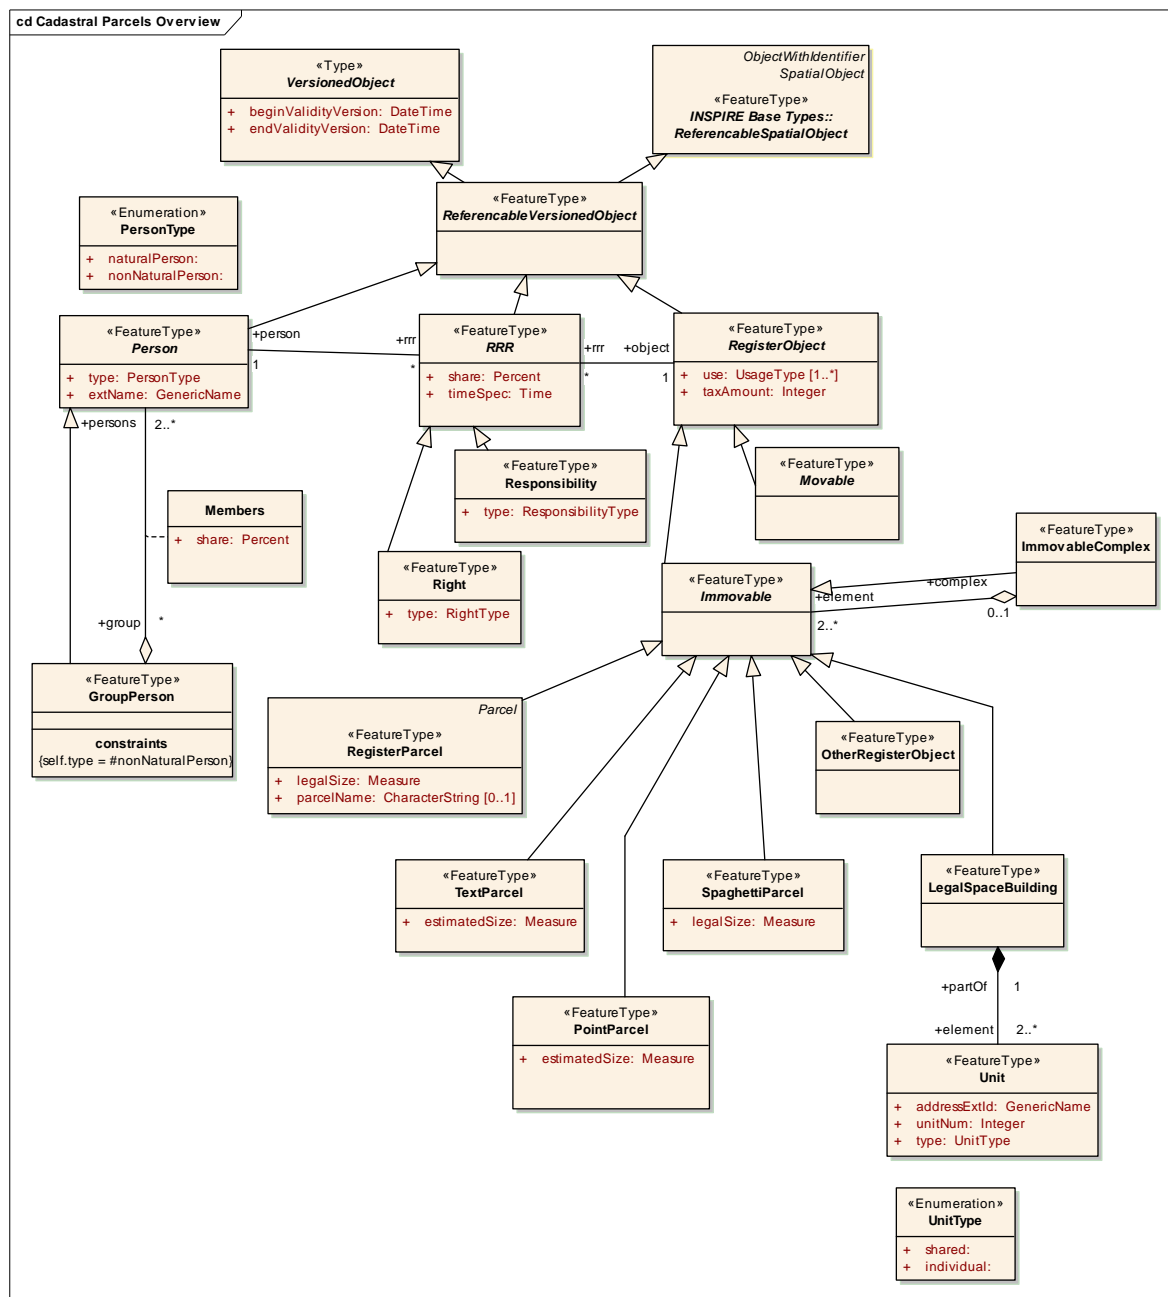 cd Cadastral Parcels Overview
«Type»
VersionedObject
+ beginValidityVersion: DateTime
+ endValidityVersion: DateTime
ObjectWithIdentifier
SpatialObject
«FeatureType»
INSPIRE Base Types::
ReferencableSpatialObject
«FeatureType»
ReferencableVersionedObject
«Enumeration»
PersonType
+ naturalPerson:
+ nonNaturalPerson:
«FeatureType»
Person
+ type: PersonType
+ extName: GenericName
+person
1
+rrr
*
«FeatureType»
RRR
+ share: Percent
+ timeSpec: Time
+rrr
*
+object
1
«FeatureType»
RegisterObject
+ use: UsageType [1..*]
+ taxAmount: Integer
+persons
2..*
«FeatureType»
Responsibility
+ type: ResponsibilityType
«FeatureType»
Movable
Members
+ share: Percent
«FeatureType»
Right
+ type: RightType
«FeatureType»
Immovable
«FeatureType»
ImmovableComplex
+complex
0..1
+element
2..*
+group
*
«FeatureType»
GroupPerson
constraints
{self.type = #nonNaturalPerson}
Parcel
«FeatureType»
RegisterParcel
+ legalSize: Measure
+ parcelName: CharacterString [0..1]
«FeatureType»
OtherRegisterObject
«FeatureType»
TextParcel
+ estimatedSize: Measure
«FeatureType»
SpaghettiParcel
+ legalSize: Measure
«FeatureType»
LegalSpaceBuilding
+partOf
1
+element
2..*
«FeatureType»
PointParcel
+ estimatedSize: Measure
«FeatureType»
Unit
+ addressExtId: GenericName
+ unitNum: Integer
+ type: UnitType
«Enumeration»
UnitType
+ shared:
+ individual: